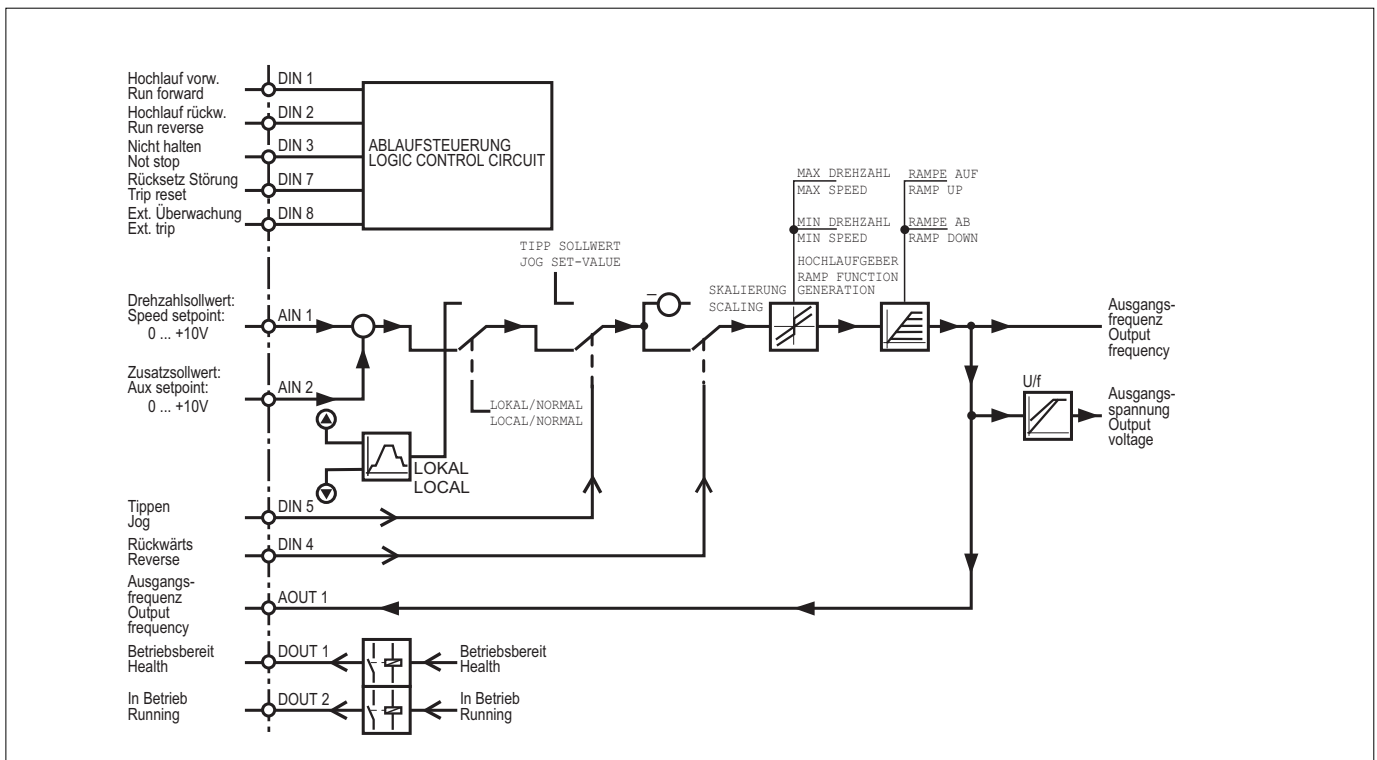 Hochlauf vorw.
Run forward
DIN 1
Hochlauf rückw.
Run reverse
DIN 2
Nicht halten
Not stop
DIN 3
Rücksetz Störung
Trip reset
DIN 7
Ext. Überwachung
Ext. trip
DIN 8
ABLAUFSTEUERUNG
LOGIC CONTROL CIRCUIT
MAX DREHZAHL
MAX SPEED
MIN DREHZAHL
MIN SPEED
RAMPE AUF
RAMP UP
RAMPE AB
RAMP DOWN
TIPP SOLLWERT
JOG SET-VALUE
HOCHLAUFGEBER
RAMP FUNCTION
GENERATION
SKALIERUNG
SCALING
–
Drehzahlsollwert:
Speed setpoint:
0 ... +10V
AIN 1
Zusatzsollwert:
Aux setpoint:
0 ... +10V
AIN 2
LOKAL/NORMAL
LOCAL/NORMAL
LOKAL
LOCAL
Ausgangs-
frequenz
Output
frequency
U/f
Ausgangs-
spannung
Output
voltage
Tippen
Jog
DIN 5
Rückwärts
Reverse
DIN 4
Ausgangs-
frequenz
Output
frequency
AOUT 1
Betriebsbereit
Health
DOUT 1
Betriebsbereit
Health
In Betrieb
Running
DOUT 2
In Betrieb
Running